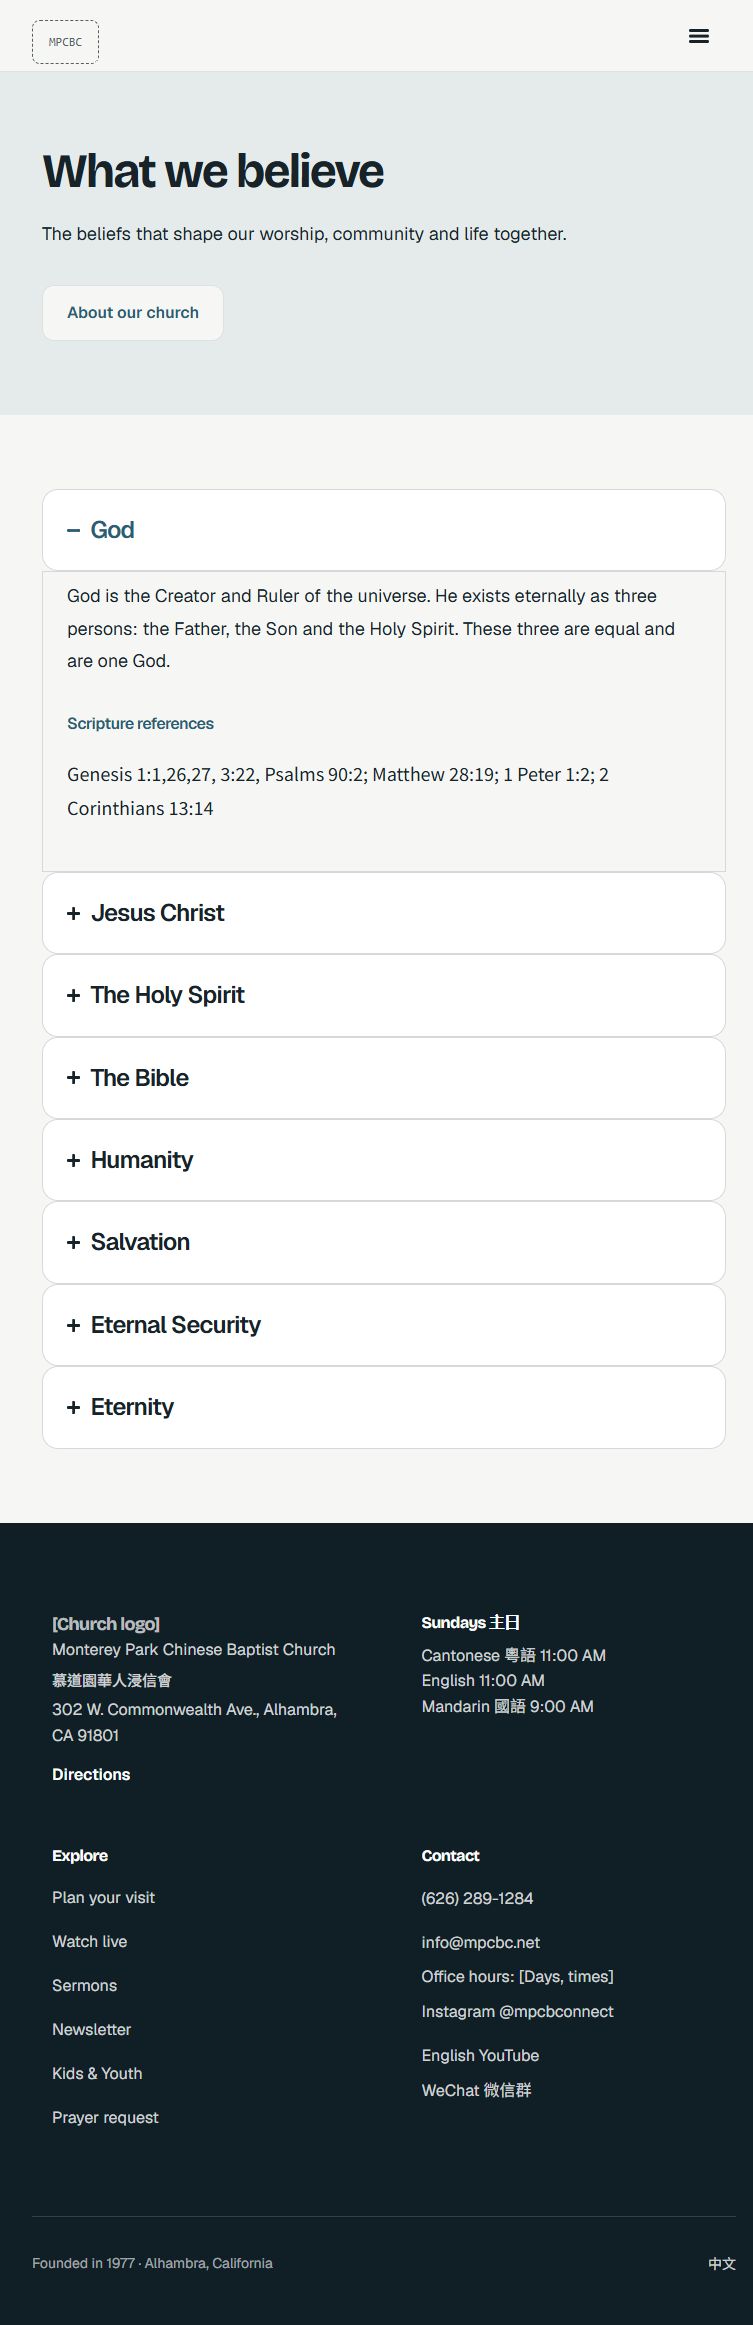 MPCBC
What we believe
The beliefs that shape our worship, community and life together.
About our church
− God
God is the Creator and Ruler of the universe. He exists eternally as three
persons: the Father, the Son and the Holy Spirit. These three are equal and
are one God.
Scripture references
Genesis 1:1,26,27, 3:22, Psalms 90:2; Matthew 28:19; 1 Peter 1:2; 2
Corinthians 13:14
+ Jesus Christ
+ The Holy Spirit
+ The Bible
+ Humanity
+ Salvation
+ Eternal Security
+ Eternity
[Church logo]
Monterey Park Chinese Baptist Church
慕道園華人浸信會
302 W. Commonwealth Ave., Alhambra,
CA 91801
Directions
Sundays 主日
Cantonese 粵語 11:00 AM
English 11:00 AM
Mandarin 國語 9:00 AM
Explore
Plan your visit
Watch live
Sermons
Newsletter
Kids & Youth
Prayer request
Contact
(626) 289-1284
info@mpcbc.net
Office hours: [Days, times]
Instagram @mpcbconnect
English YouTube
WeChat 微信群
Founded in 1977 · Alhambra, California
中文